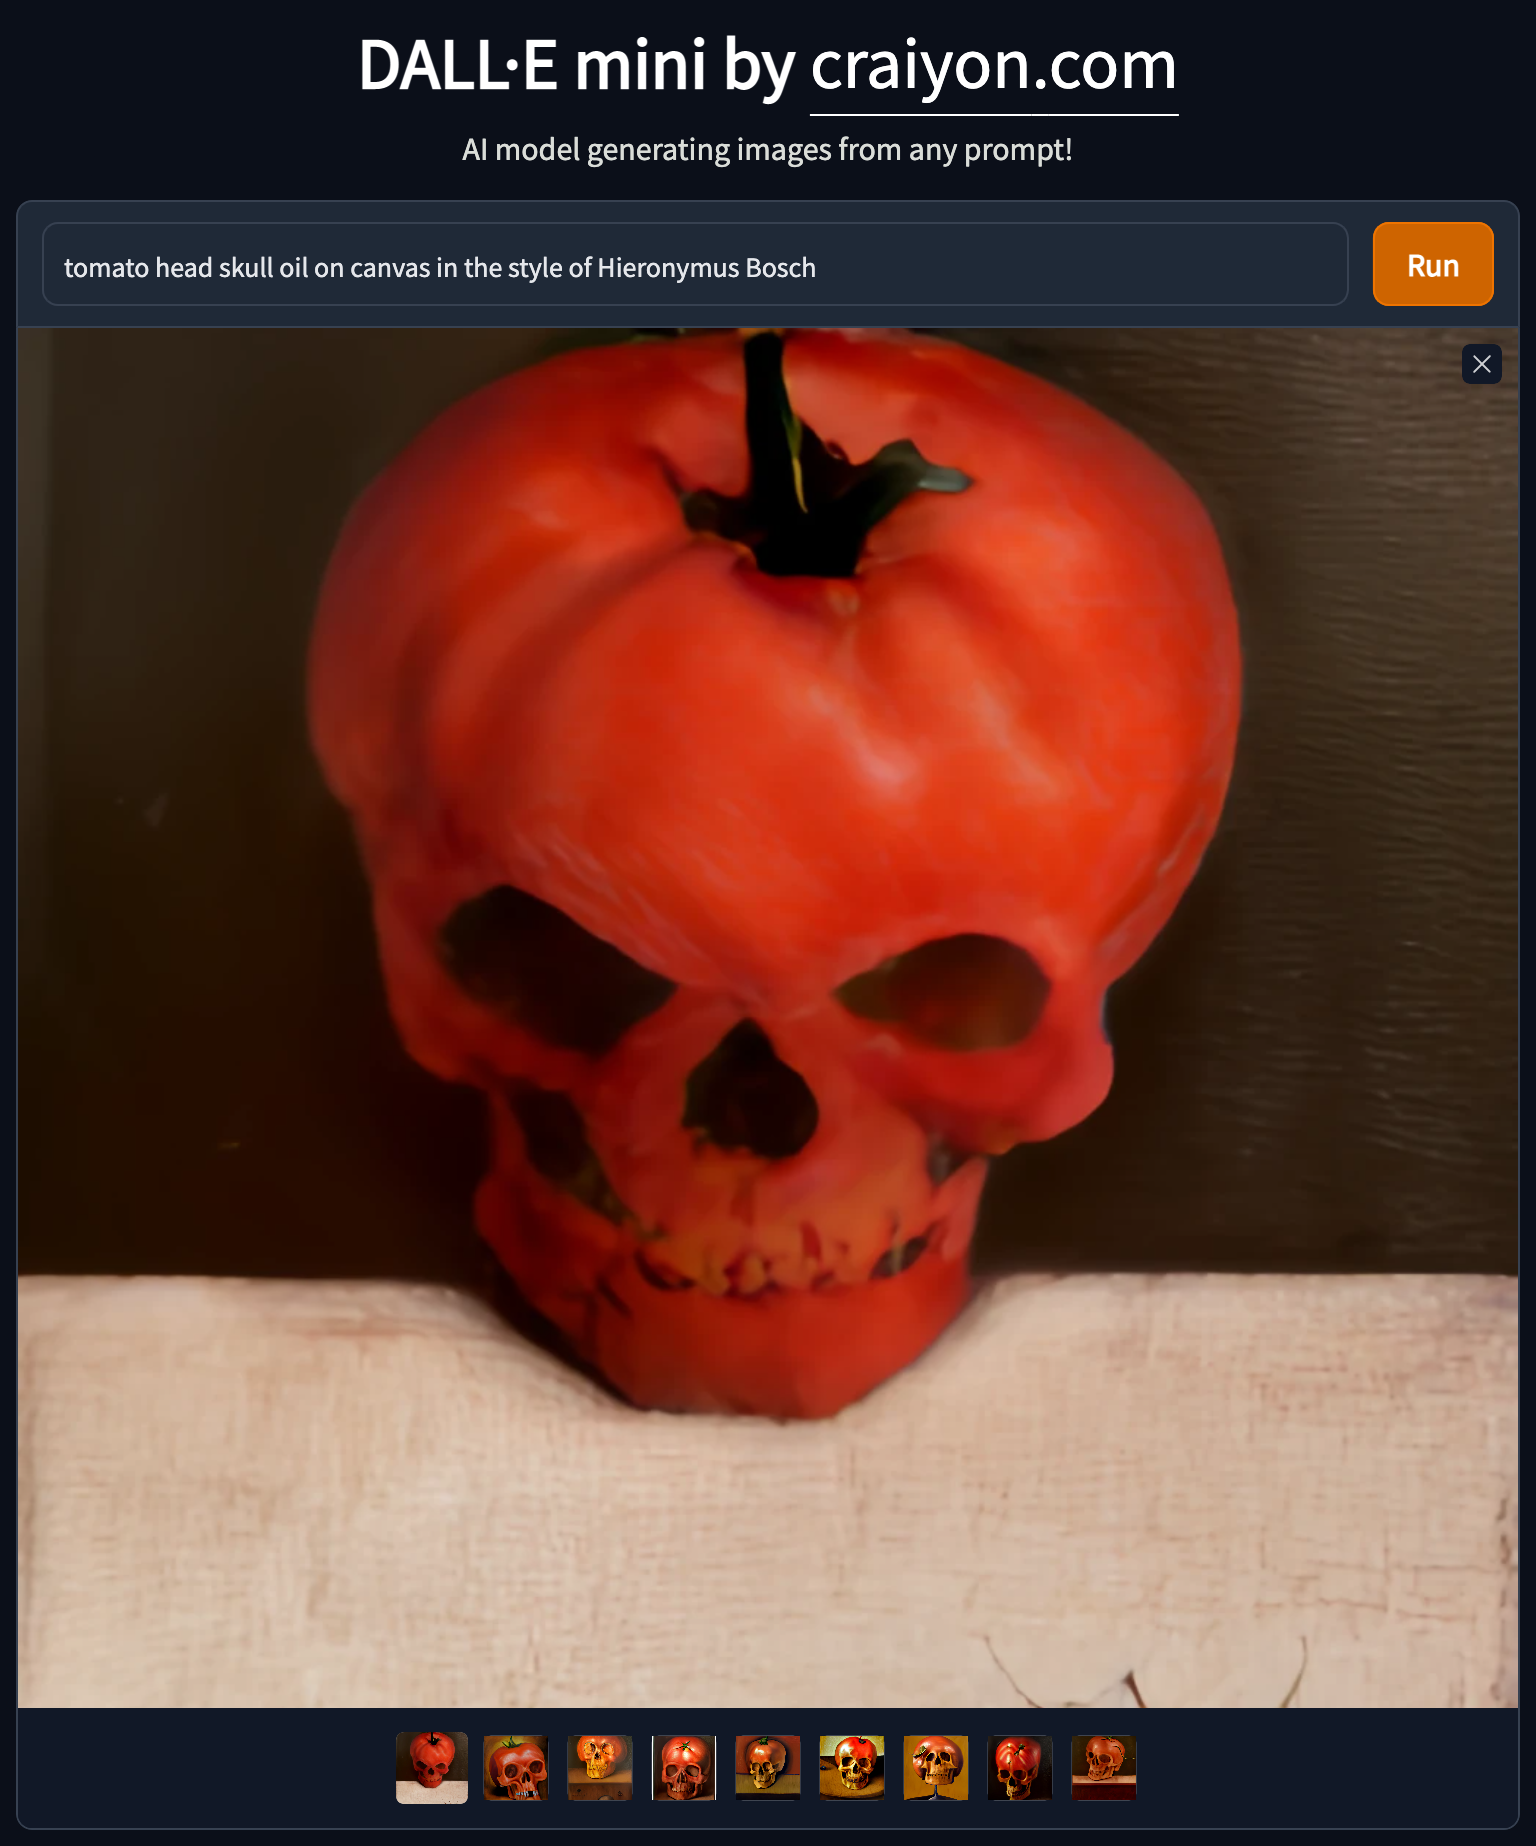 DALL·E mini by craiyon.com
AI model generating images from any prompt!
tomato head skull oil on canvas in the style of Hieronymus Bosch
Run